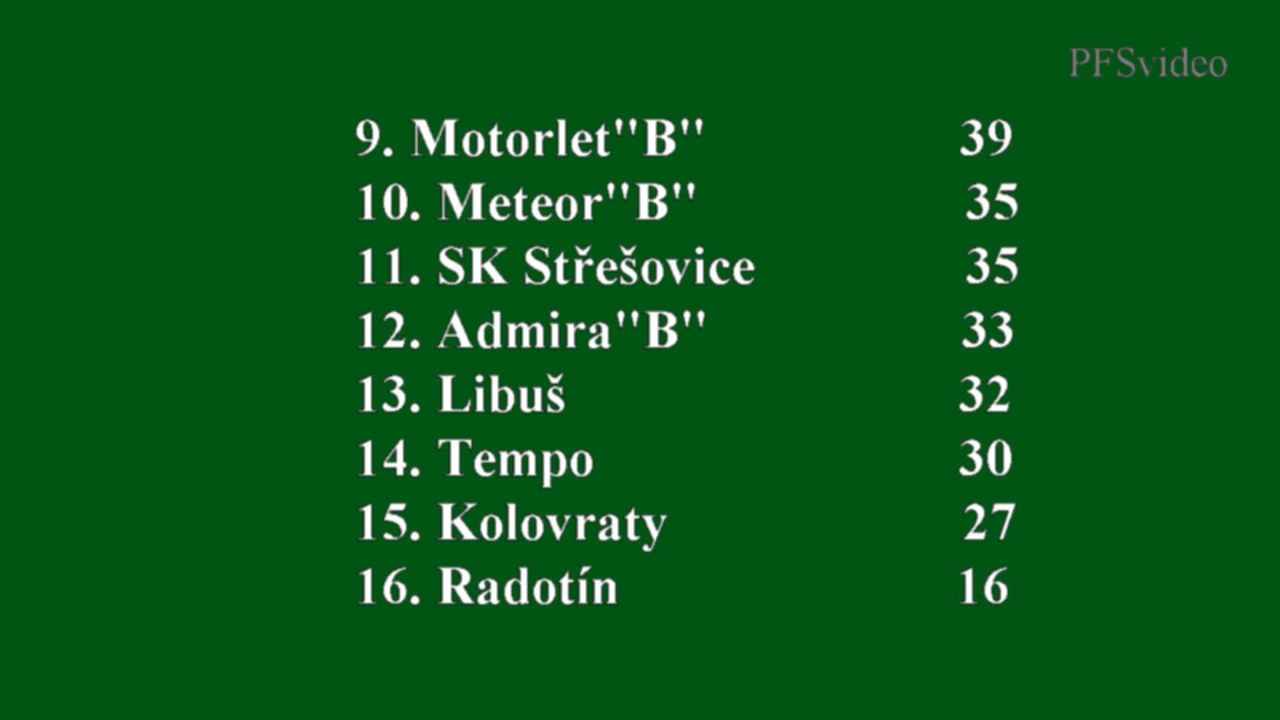 PFSvideo
9. Motorlet"B" 39
10. Meteor"B" 35
11. SK Střešovice 35
12. Admira"B" 33
13. Libuš 32
14. Tempo 30
15. Kolovraty 27
16. Radotín 16